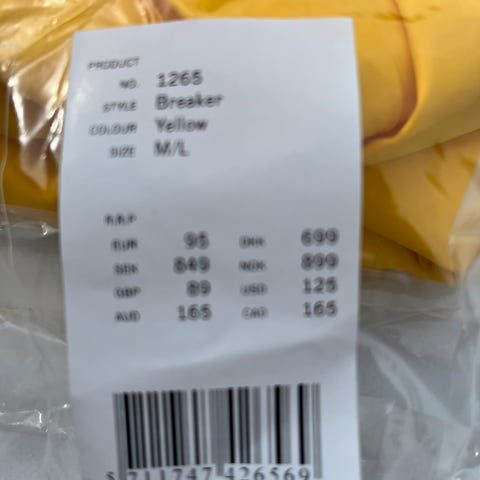 PRODUCT
NO. 1265
STYLE Breaker
COLOUR Yellow
SIZE M/L
R.R.P
EUR 95 DKK 699
SEK 849 NOK 899
GBP 89 USD 125
AUD 165 CAD 165
5 711747 426569